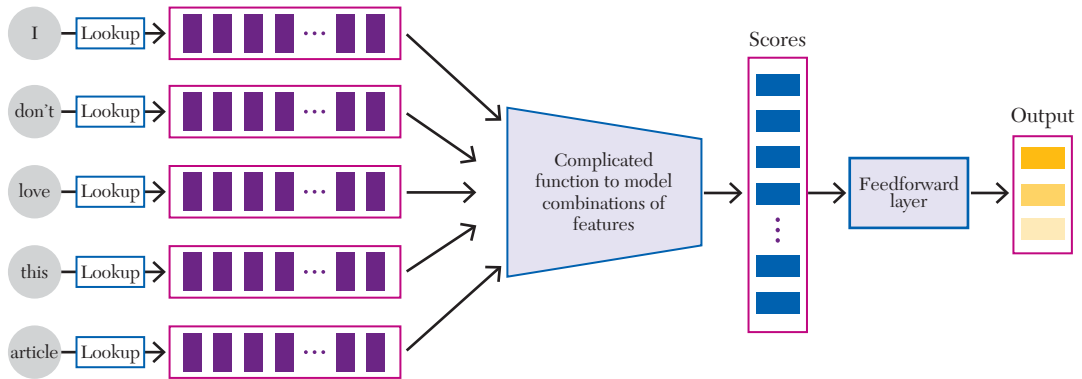 I
Lookup
don't
Lookup
love
Lookup
this
Lookup
article
Lookup
Complicated
function to model
combinations of
features
Scores
Feedforward
layer
Output